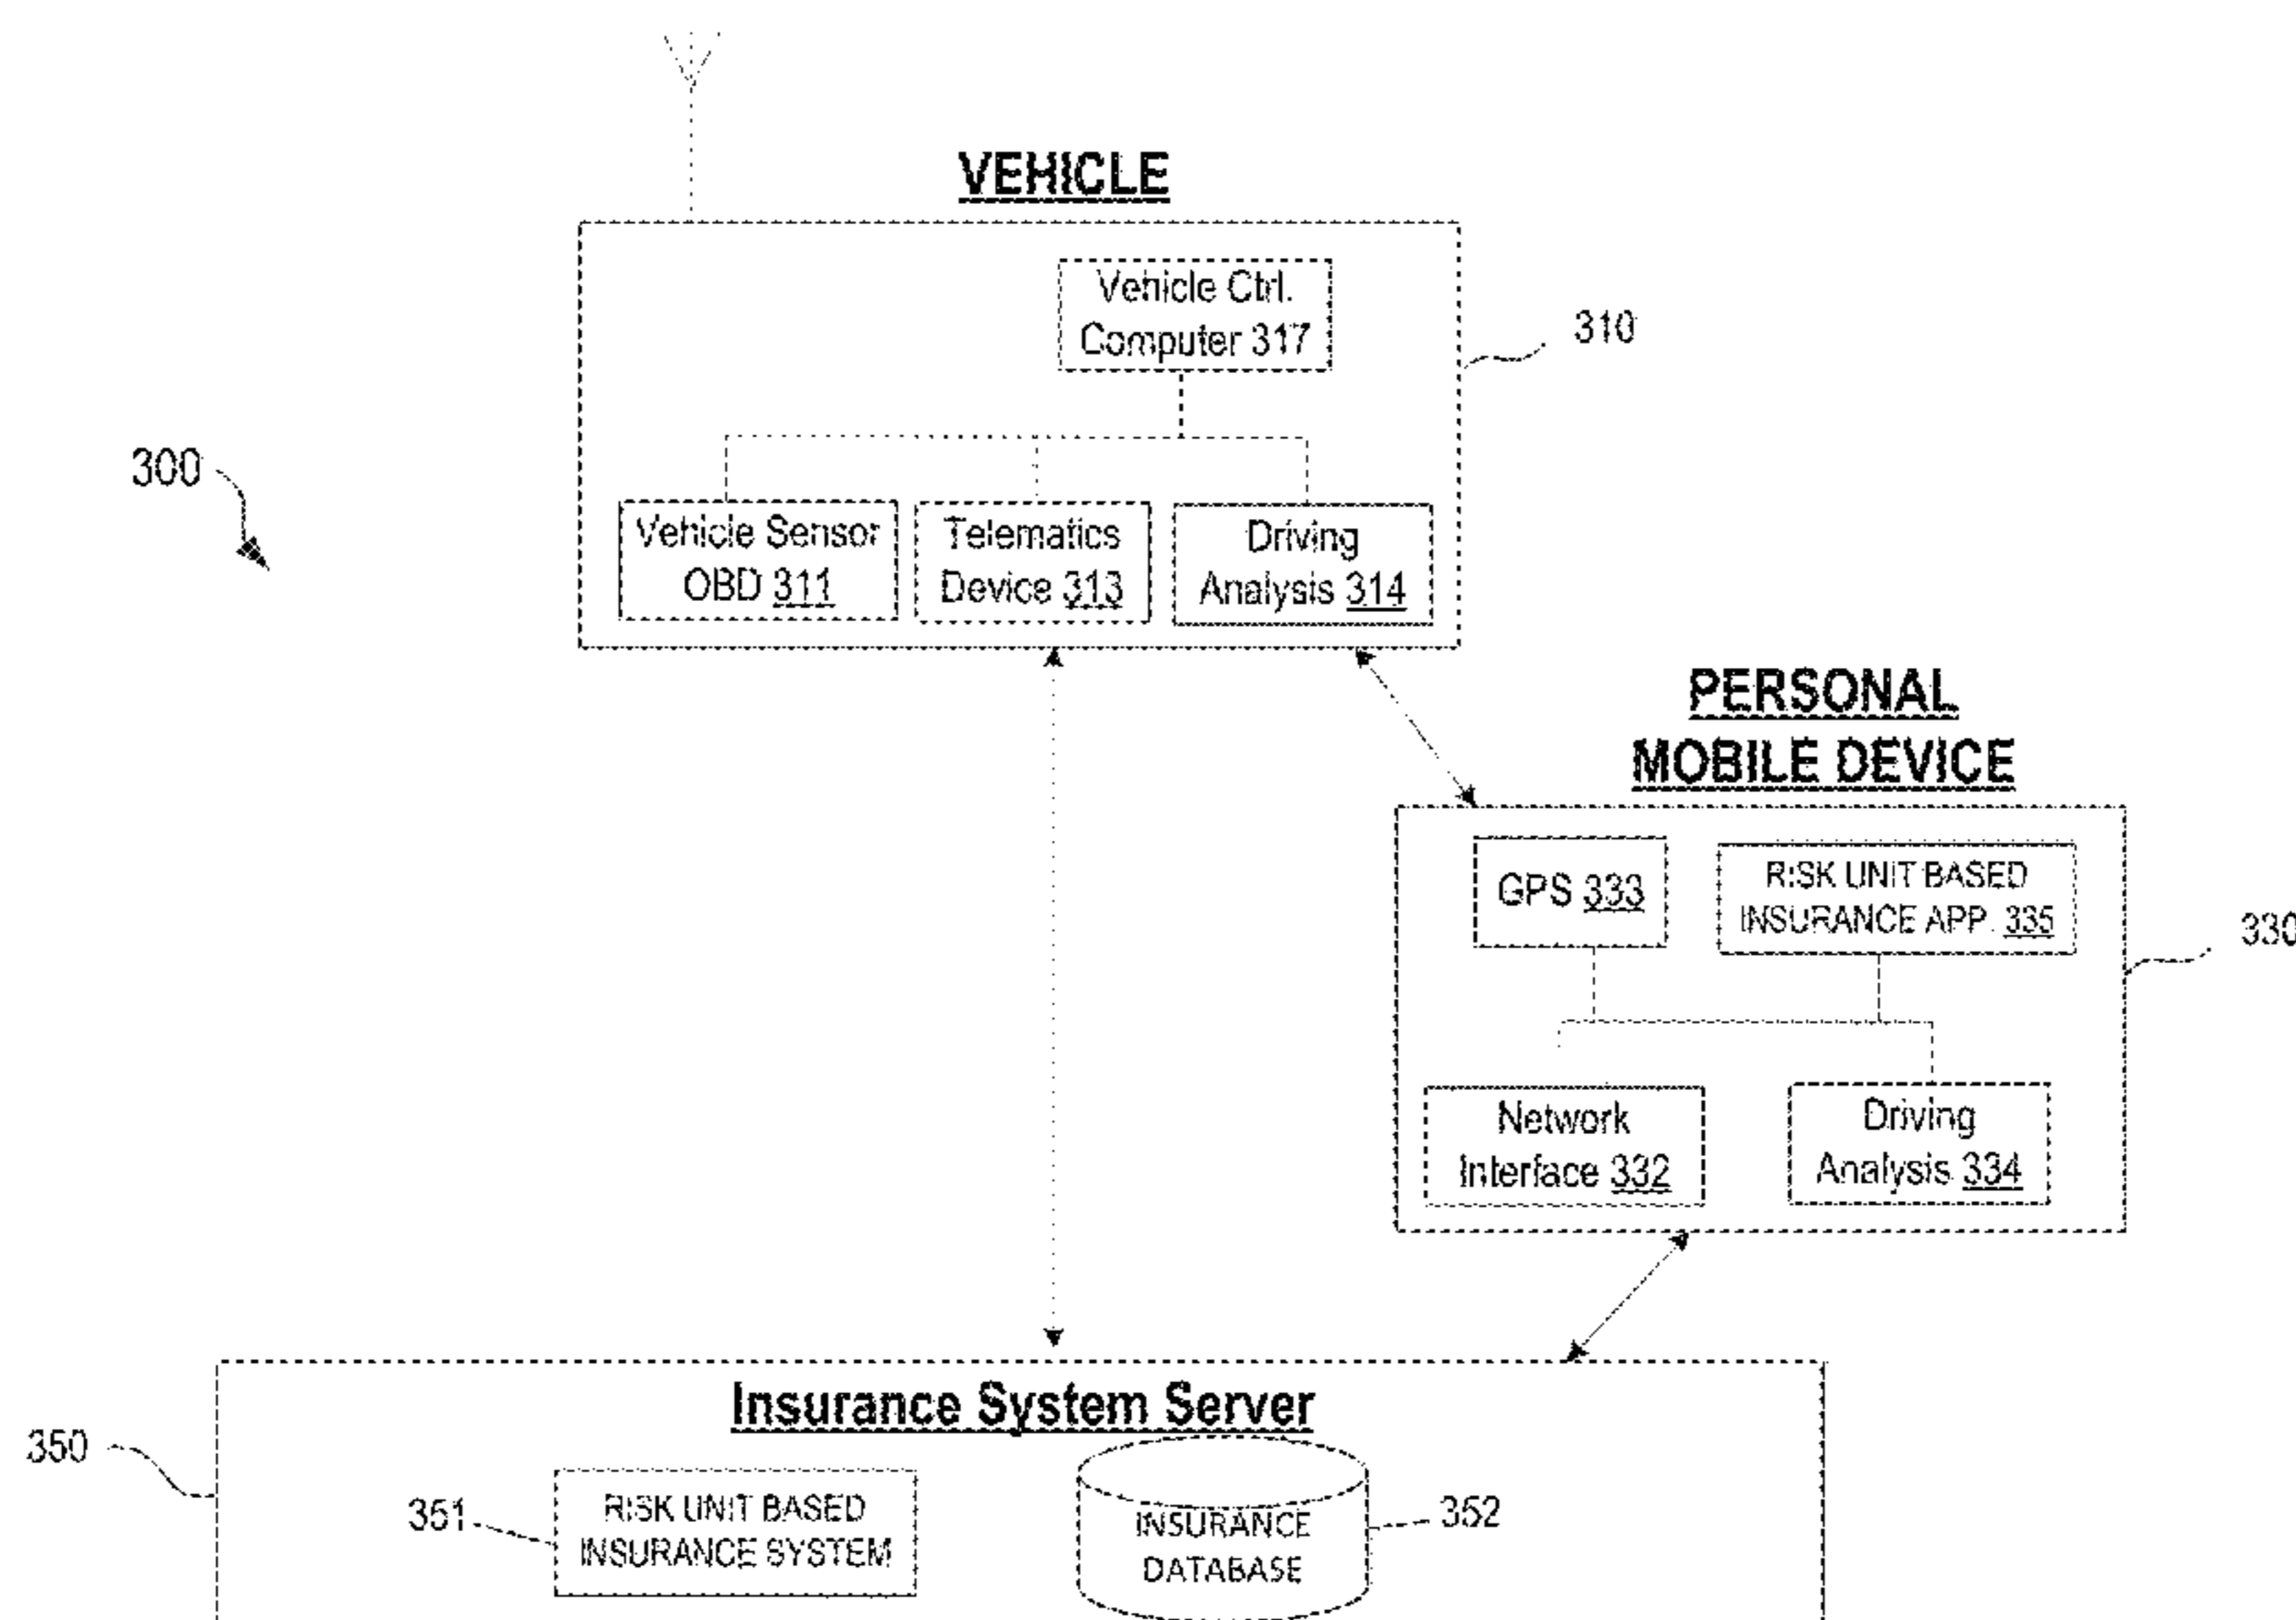 VEHICLE
Vehicle Ctrl.
Computer 317
310
300
Vehicle Sensor
OBD 311
Telematics
Device 313
Driving
Analysis 314
PERSONAL
MOBILE DEVICE
GPS 333
RISK UNIT BASED
INSURANCE APP. 335
330
Network
Interface 332
Driving
Analysis 334
Insurance System Server
350
351
RISK UNIT BASED
INSURANCE SYSTEM
INSURANCE
DATABASE
352